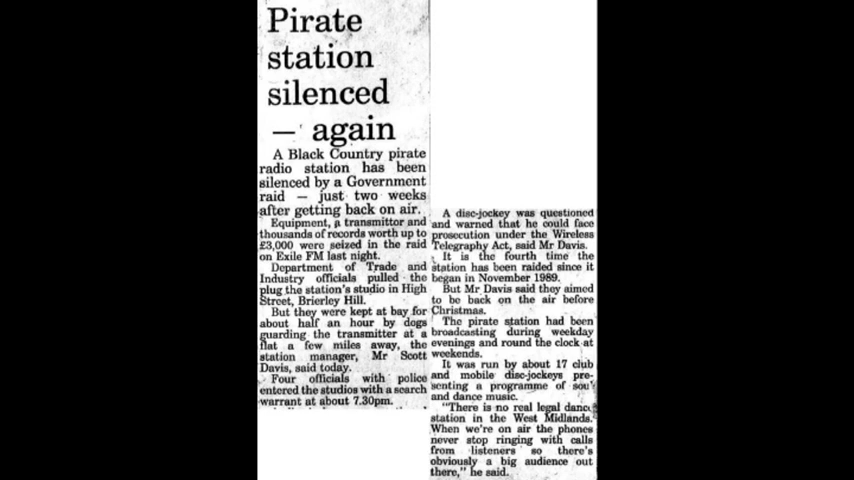 Pirate
station
silenced
— again
A Black Country pirate
radio station has been
silenced by a Government
raid — just two weeks
after getting back on air.
Equipment, a transmittor and
thousands of records worth up to
£3,000 were seized in the raid
on Exile FM last night.
Department of Trade and
Industry officials pulled the
plug the station's studio in High
Street, Brierley Hill.
But they were kept at bay for
about half an hour by dogs
guarding the transmitter at a
flat a few miles away, the
station manager, Mr Scott
Davis, said today.
Four officials with police
entered the studios with a search
warrant at about 7.30pm.
A disc-jockey was questioned
and warned that he could face
prosecution under the Wireless
Telegraphy Act, said Mr Davis.
It is the fourth time the
station has been raided since it
began in November 1989.
But Mr Davis said they aimed
to be back on the air before
Christmas.
The pirate station had been
broadcasting during weekday
evenings and round the clock at
weekends.
It was run by about 17 club
and mobile disc-jockeys pre-
senting a programme of soul
and dance music.
"There is no real legal dance
station in the West Midlands.
When we're on air the phones
never stop ringing with calls
from listeners so there's
obviously a big audience out
there," he said.